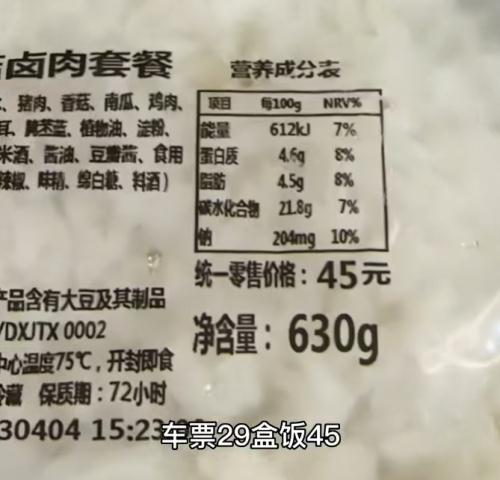 卤肉套餐
猪肉、香菇、南瓜、鸡肉、
耳、腌芥蓝、植物油、淀粉、
米酒、酱油、豆瓣酱、食用
辣椒、味精、绵白糖、料酒)
营养成分表
项目 每100g NRV%
能量 612kJ 7%
蛋白质 4.6g 8%
脂肪 4.5g 8%
碳水化合物 21.8g 7%
钠 204mg 10%
统一零售价格：45元
净含量：630g
产品含有大豆及其制品
/DXJTX 0002
中心温度75℃，开封即食
冷藏 保质期：72小时
30404 15:23
车票29盒饭45